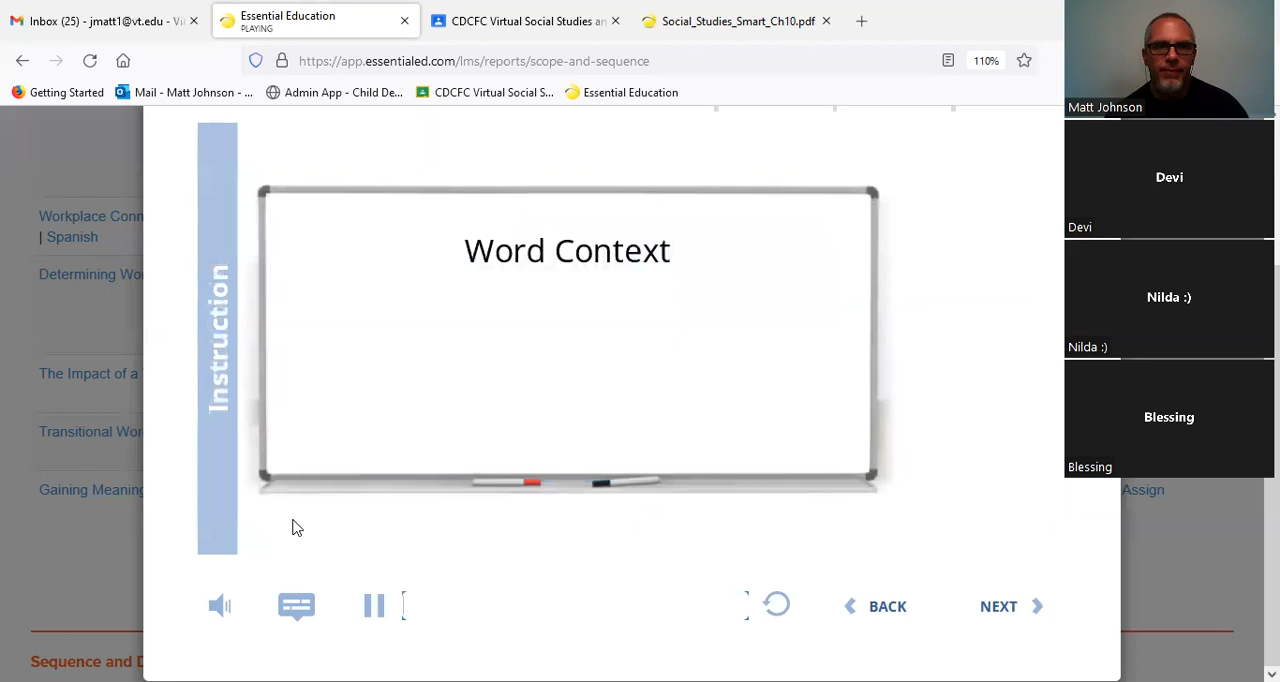 Inbox (25) - jmatt1@vt.edu - Vi
Essential Education
PLAYING
CDCFC Virtual Social Studies an
Social_Studies_Smart_Ch10.pdf
https://app.essentialed.com/lms/reports/scope-and-sequence
110%
Getting Started
Mail - Matt Johnson - ...
Admin App - Child De...
CDCFC Virtual Social S...
Essential Education
Matt Johnson
Devi
Devi
Nilda :)
Nilda :)
Blessing
Blessing
Workplace Conn
| Spanish
Determining Wo
The Impact of a
Transitional Wor
Gaining Meaning
Assign
Sequence and D
Instruction
Word Context
BACK
NEXT